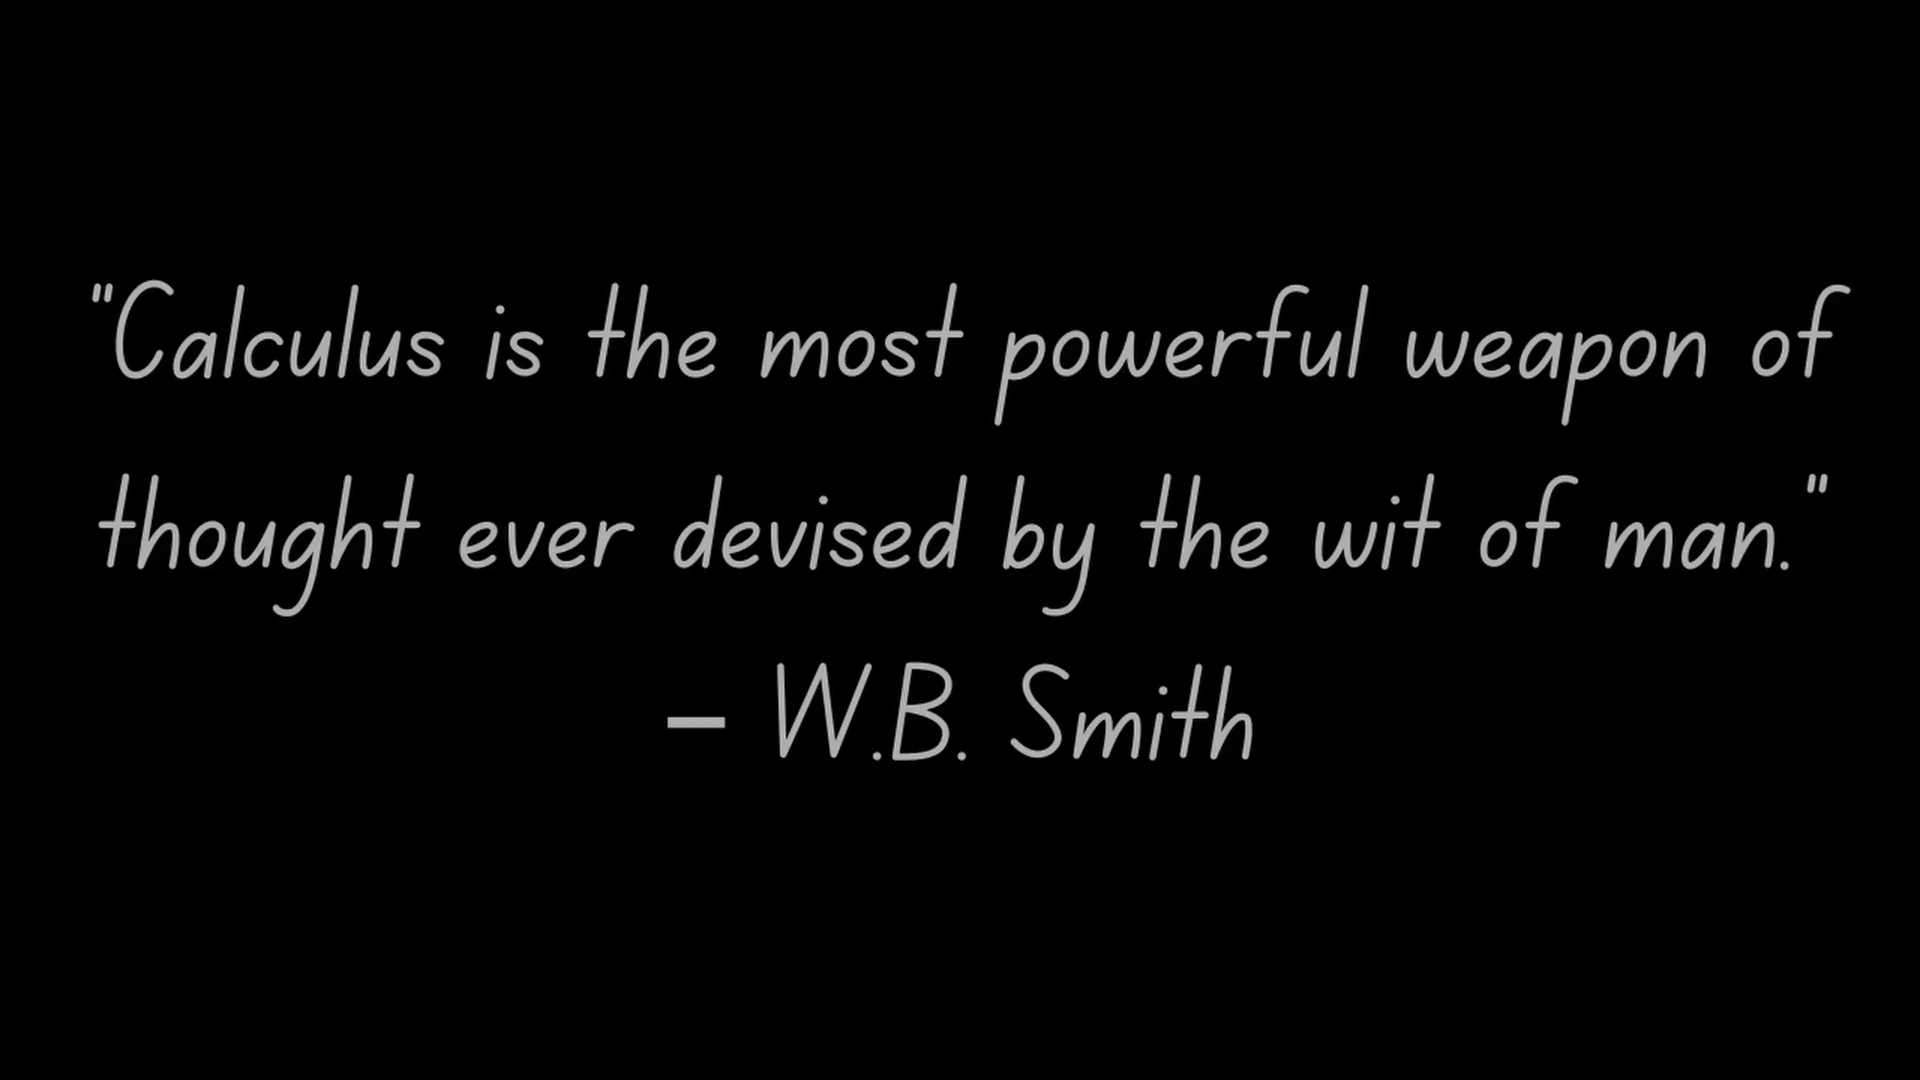 "Calculus is the most powerful weapon of
thought ever devised by the wit of man."
– W.B. Smith